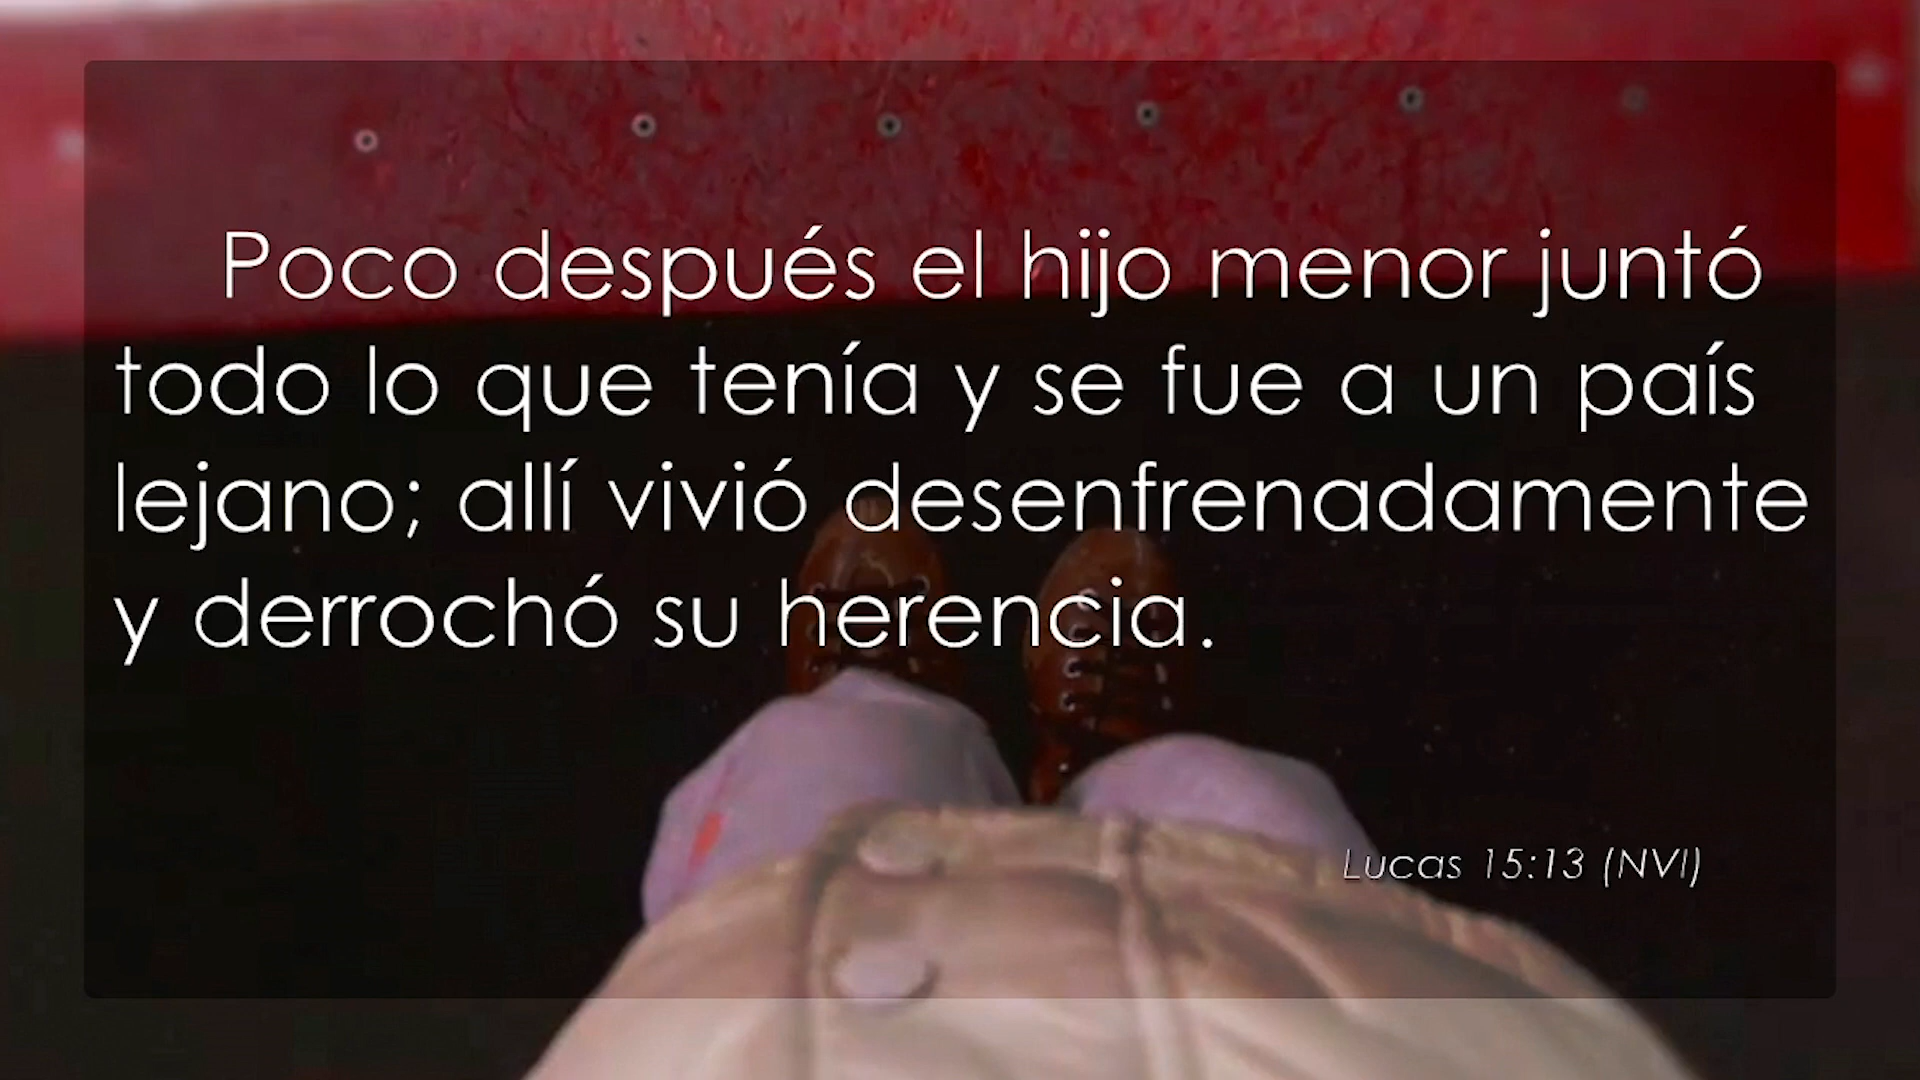 Poco después el hijo menor juntó
todo lo que tenía y se fue a un país
lejano; allí vivió desenfrenadamente
y derrochó su herencia.
Lucas 15:13 (NVI)